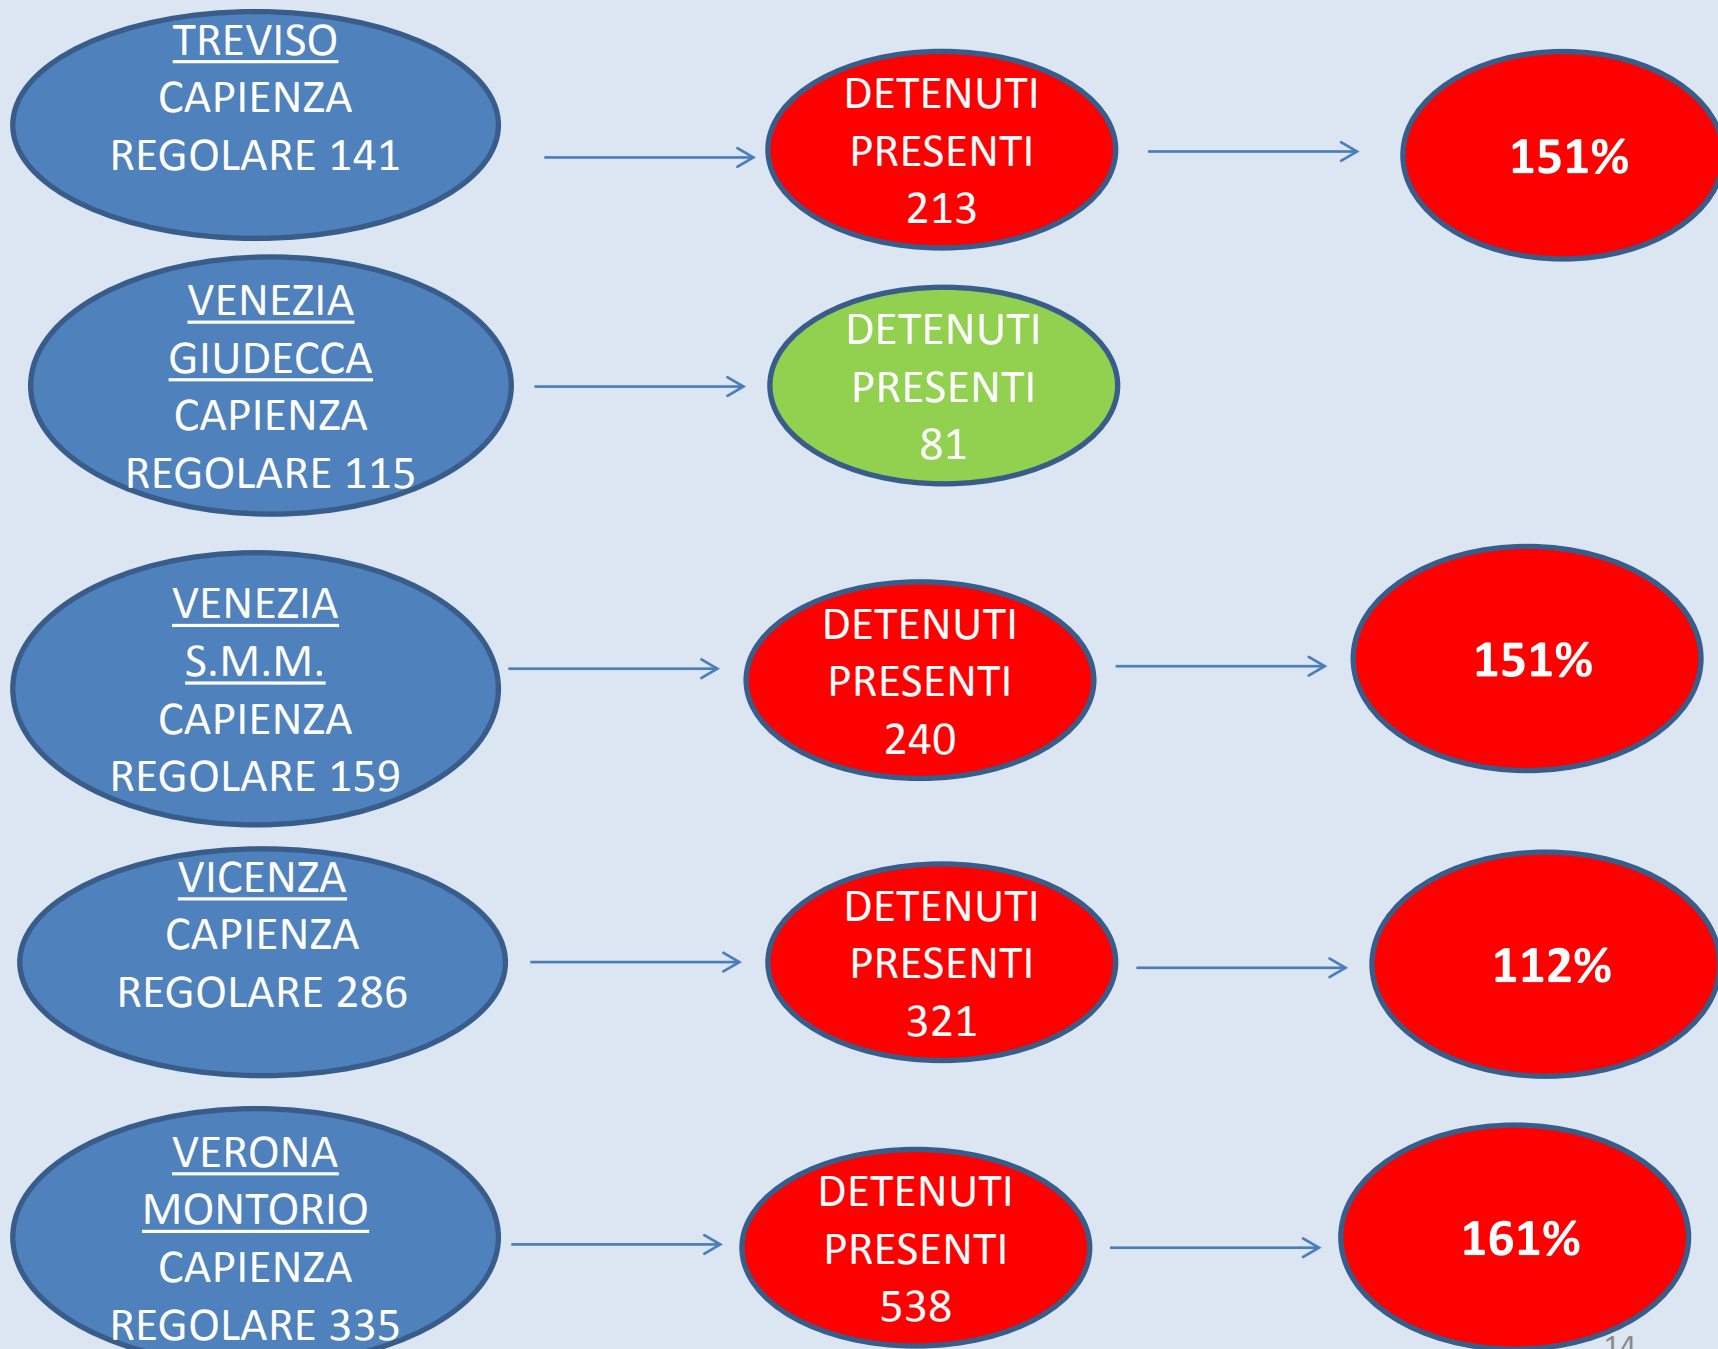 TREVISO
CAPIENZA
REGOLARE 141
DETENUTI
PRESENTI
213
151%
VENEZIA
GIUDECCA
CAPIENZA
REGOLARE 115
DETENUTI
PRESENTI
81
VENEZIA
S.M.M.
CAPIENZA
REGOLARE 159
DETENUTI
PRESENTI
240
151%
VICENZA
CAPIENZA
REGOLARE 286
DETENUTI
PRESENTI
321
112%
VERONA
MONTORIO
CAPIENZA
REGOLARE 335
DETENUTI
PRESENTI
538
161%
14